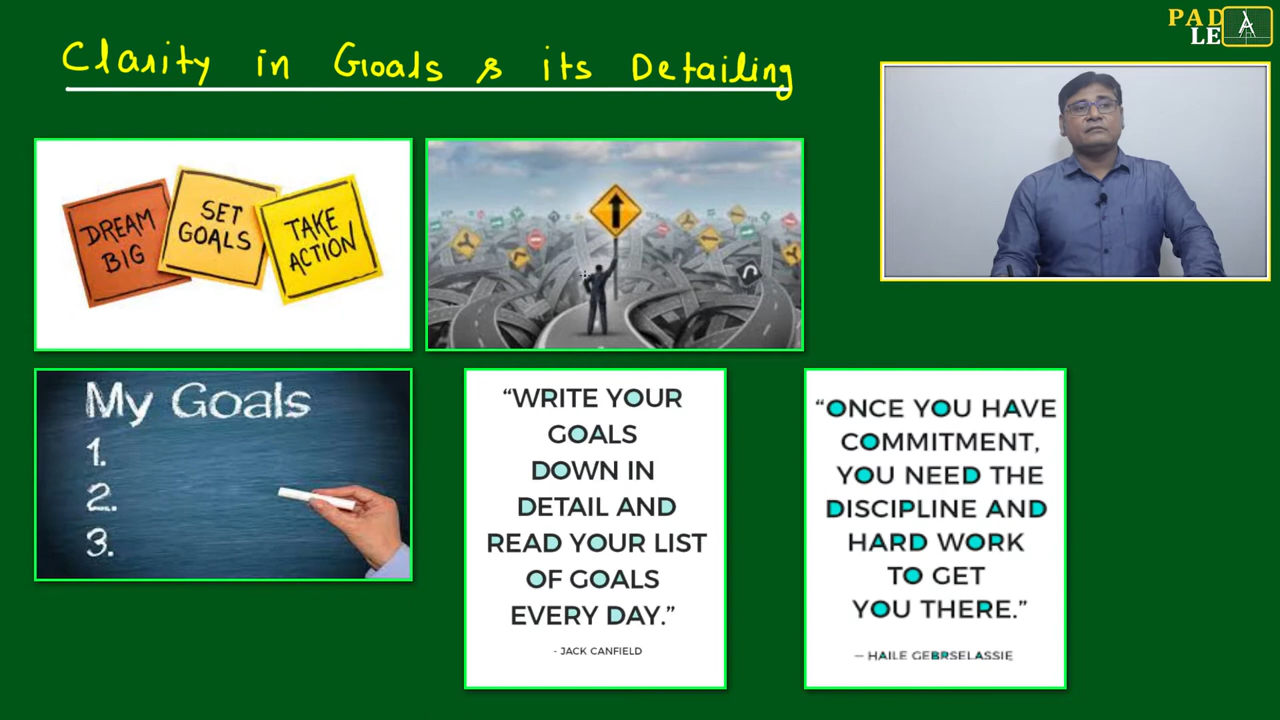 Clarity in Goals & its Detailing
PAD
LE
DREAM
BIG
SET
GOALS
TAKE
ACTION
My Goals
1.
2.
3.
“WRITE YOUR
GOALS
DOWN IN
DETAIL AND
READ YOUR LIST
OF GOALS
EVERY DAY.”
- JACK CANFIELD
“ONCE YOU HAVE
COMMITMENT,
YOU NEED THE
DISCIPLINE AND
HARD WORK
TO GET
YOU THERE.”
— HAILE GEBRSELASSIE